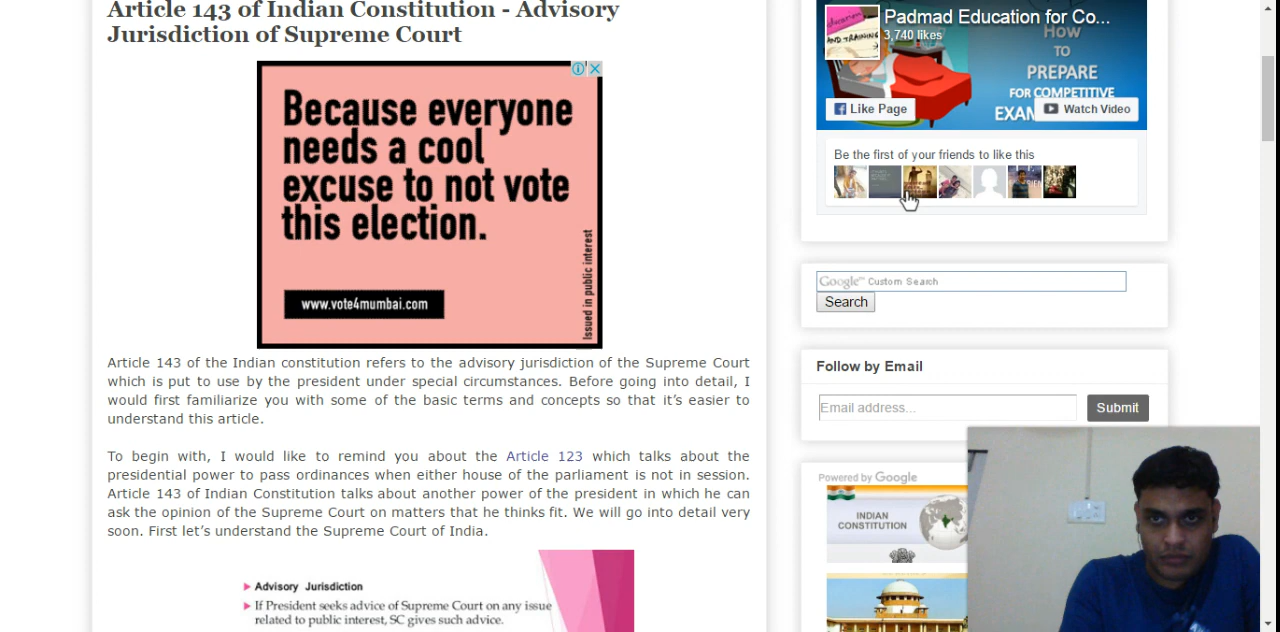 Article 143 of Indian Constitution - Advisory
Jurisdiction of Supreme Court
Because everyone
needs a cool
excuse to not vote
this election.
www.vote4mumbai.com
Issued in public interest
Article 143 of the Indian constitution refers to the advisory jurisdiction of the Supreme Court
which is put to use by the president under special circumstances. Before going into detail, I
would first familiarize you with some of the basic terms and concepts so that it's easier to
understand this article.
To begin with, I would like to remind you about the Article 123 which talks about the
presidential power to pass ordinances when either house of the parliament is not in session.
Article 143 of Indian Constitution talks about another power of the president in which he can
ask the opinion of the Supreme Court on matters that he thinks fit. We will go into detail very
soon. First let's understand the Supreme Court of India.
Advisory Jurisdiction
If President seeks advice of Supreme Court on any issue
related to public interest, SC gives such advice.
Padmad Education for Co...
3,740 likes
education
AND TRAINING
HOW
TO
PREPARE
FOR COMPETITIVE
EXAM
Like Page
Watch Video
Be the first of your friends to like this
Google™ Custom Search
Search
Follow by Email
Email address...
Submit
Powered by Google
INDIAN
CONSTITUTION